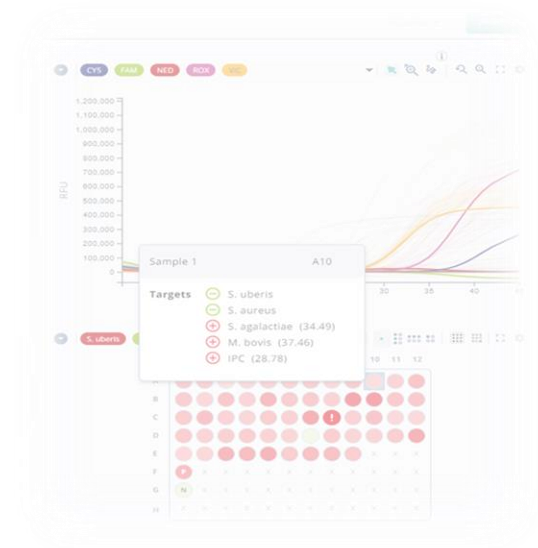 CY5 FAM NED ROX VIC
1,200,000
1,100,000
1,000,000
900,000
800,000
700,000
600,000
500,000
400,000
300,000
200,000
100,000
0
RFU
30 35 40
Sample 1 A10
Targets
S. uberis
S. aureus
S. agalactiae (34.49)
M. bovis (37.46)
IPC (28.78)
S. uberis
10 11 12
B
C !
D
E
F P
G N
H